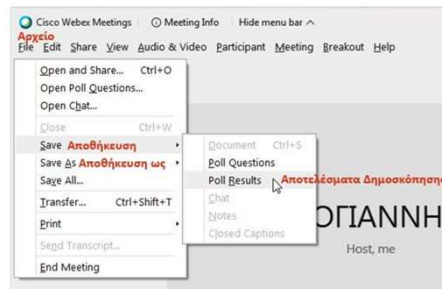 Cisco Webex Meetings Meeting Info Hide menu bar
Αρχείο
File Edit Share View Audio & Video Participant Meeting Breakout Help
Open and Share... Ctrl+O
Open Poll Questions...
Open Chat...
Close Ctrl+W
Save Αποθήκευση
Save As Αποθήκευση ως
Save All...
Transfer... Ctrl+Shift+T
Print
Send Transcript...
End Meeting
Document Ctrl+S
Poll Questions
Poll Results Αποτελέσματα Δημοσκόπησης
Chat
Notes
Closed Captions
ΟΓΙΑΝΝΗ
Host, me